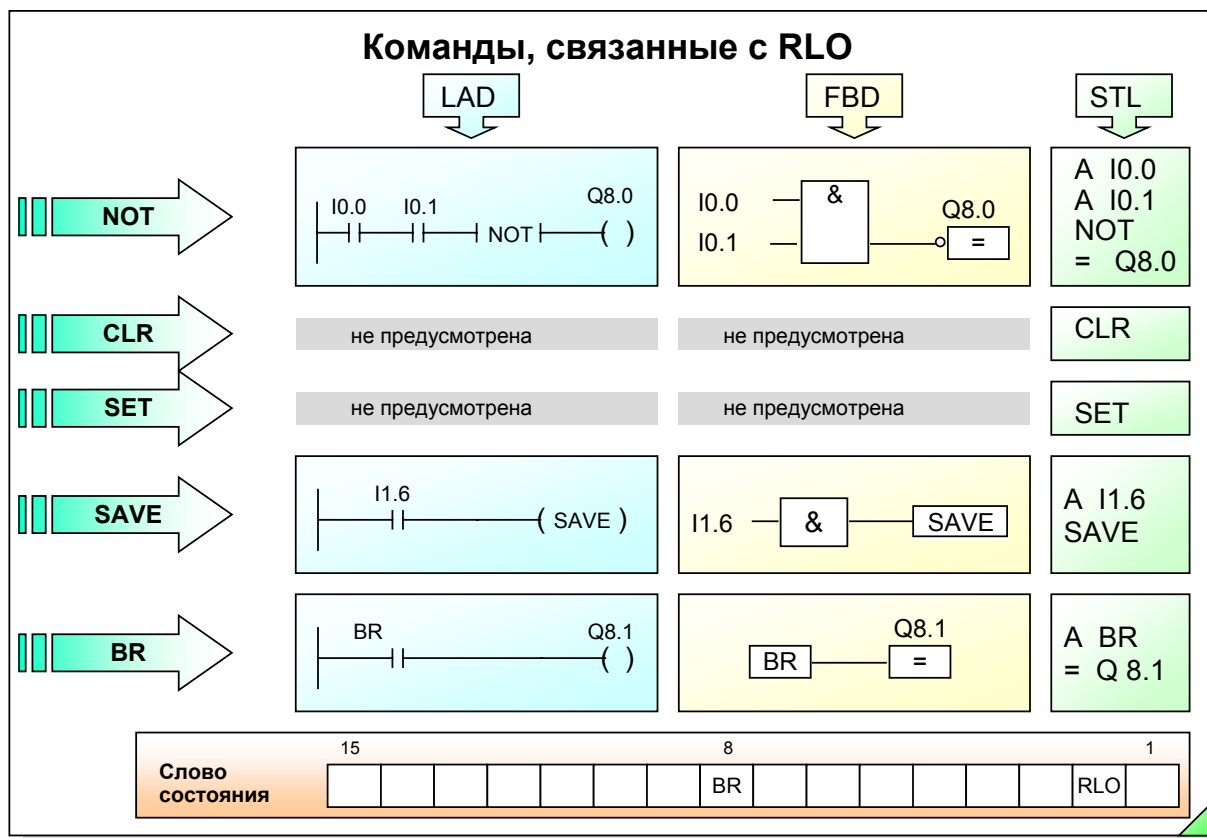 Команды, связанные с RLO
LAD
FBD
STL
NOT
I0.0
I0.1
NOT
Q8.0
( )
I0.0
I0.1
&
Q8.0
=
A I0.0
A I0.1
NOT
= Q8.0
CLR
не предусмотрена
не предусмотрена
CLR
SET
не предусмотрена
не предусмотрена
SET
SAVE
I1.6
( SAVE )
I1.6
&
SAVE
A I1.6
SAVE
BR
BR
Q8.1
( )
BR
Q8.1
=
A BR
= Q 8.1
15
8
1
Слово
состояния
BR
RLO